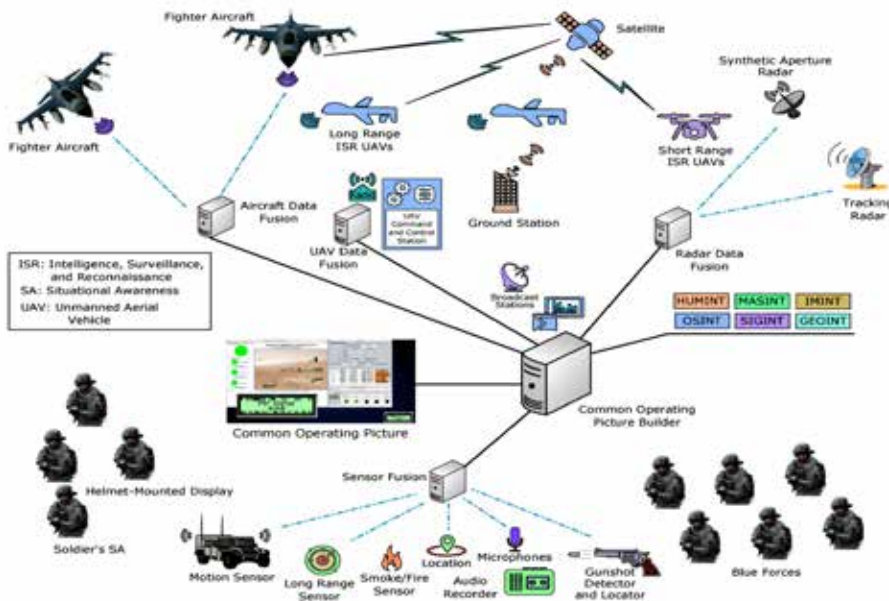 Fighter Aircraft
Satellite
Synthetic Aperture
Radar
Fighter Aircraft
Long Range
ISR UAVs
Short Range
ISR UAVs
Tracking
Radar
Aircraft Data
Fusion
UAV
Command
and Control
Station
Ground Station
UAV Data
Fusion
Radar Data
Fusion
ISR: Intelligence, Surveillance,
and Reconnaissance
SA: Situational Awareness
UAV: Unmanned Aerial
Vehicle
Broadcast
Stations
HUMINT
MASINT
IMINT
OSINT
SIGINT
GEOINT
Common Operating Picture
Common Operating
Picture Builder
Sensor Fusion
Helmet-Mounted Display
Soldier's SA
Motion Sensor
Long Range
Sensor
Smoke/Fire
Sensor
Location
Audio
Recorder
Microphones
Gunshot
Detector
and Locator
Blue Forces